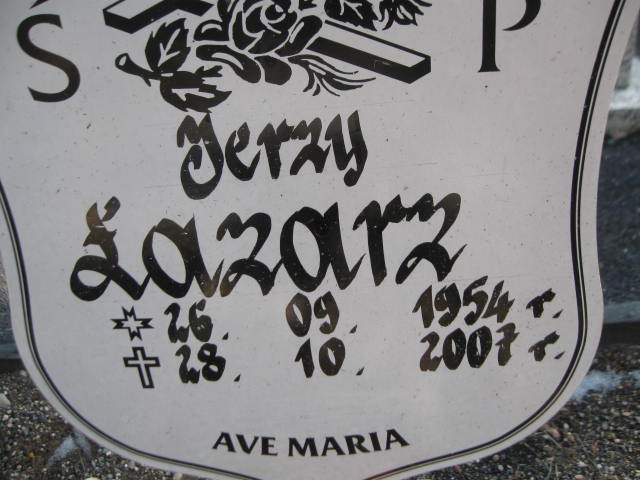 Ś P
Jerzy
Łazarz
26. 09. 1954 r.
28. 10. 2007 r.
AVE MARIA